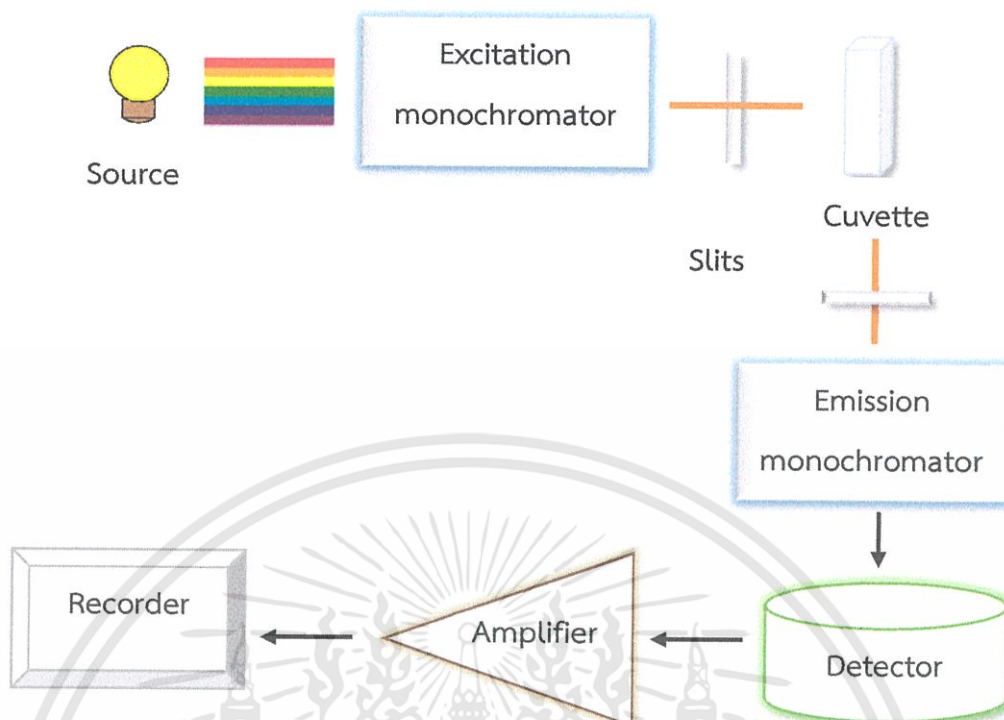 Source
Excitation
monochromator
Slits
Cuvette
Emission
monochromator
Detector
Amplifier
Recorder